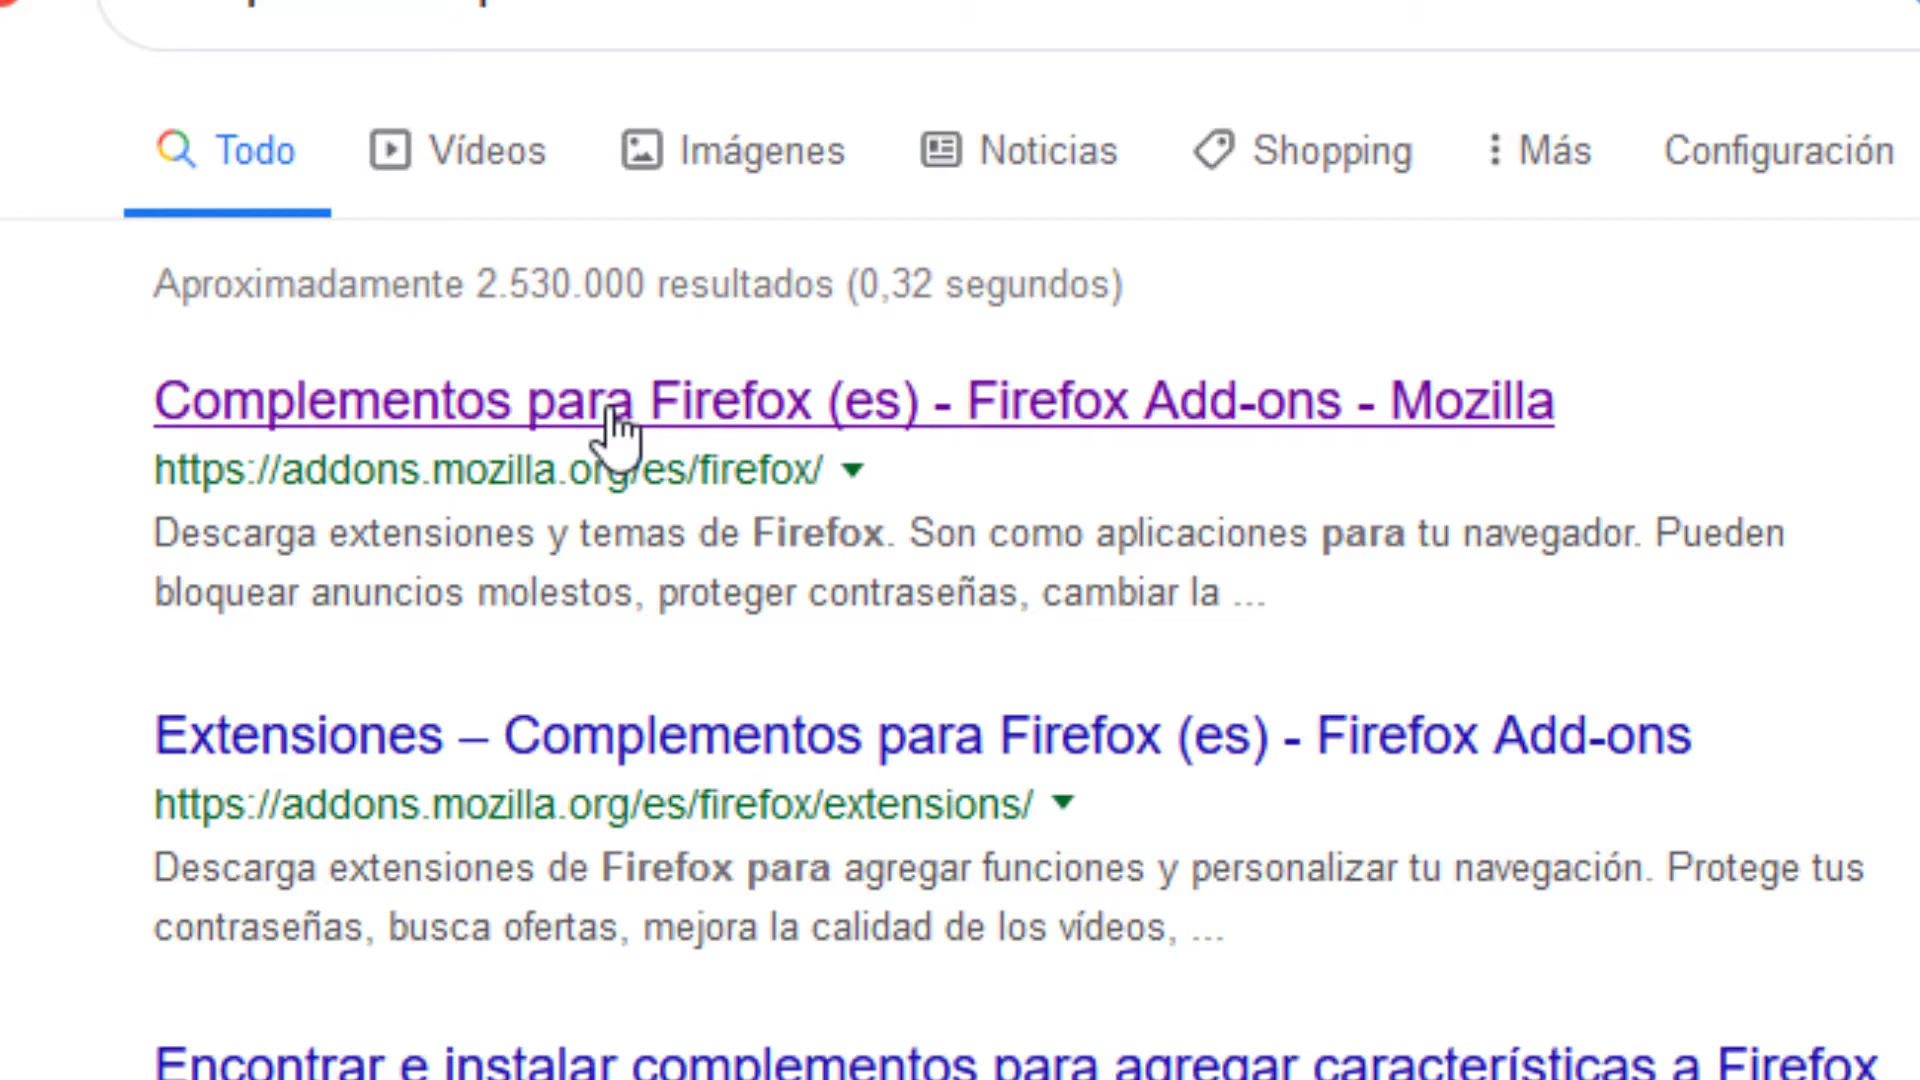 Todo Vídeos Imágenes Noticias Shopping Más Configuración
Aproximadamente 2.530.000 resultados (0,32 segundos)
Complementos para Firefox (es) - Firefox Add-ons - Mozilla
https://addons.mozilla.org/es/firefox/
Descarga extensiones y temas de Firefox. Son como aplicaciones para tu navegador. Pueden
bloquear anuncios molestos, proteger contraseñas, cambiar la ...
Extensiones – Complementos para Firefox (es) - Firefox Add-ons
https://addons.mozilla.org/es/firefox/extensions/
Descarga extensiones de Firefox para agregar funciones y personalizar tu navegación. Protege tus
contraseñas, busca ofertas, mejora la calidad de los vídeos, ...
Encontrar e instalar complementos para agregar características a Firefox